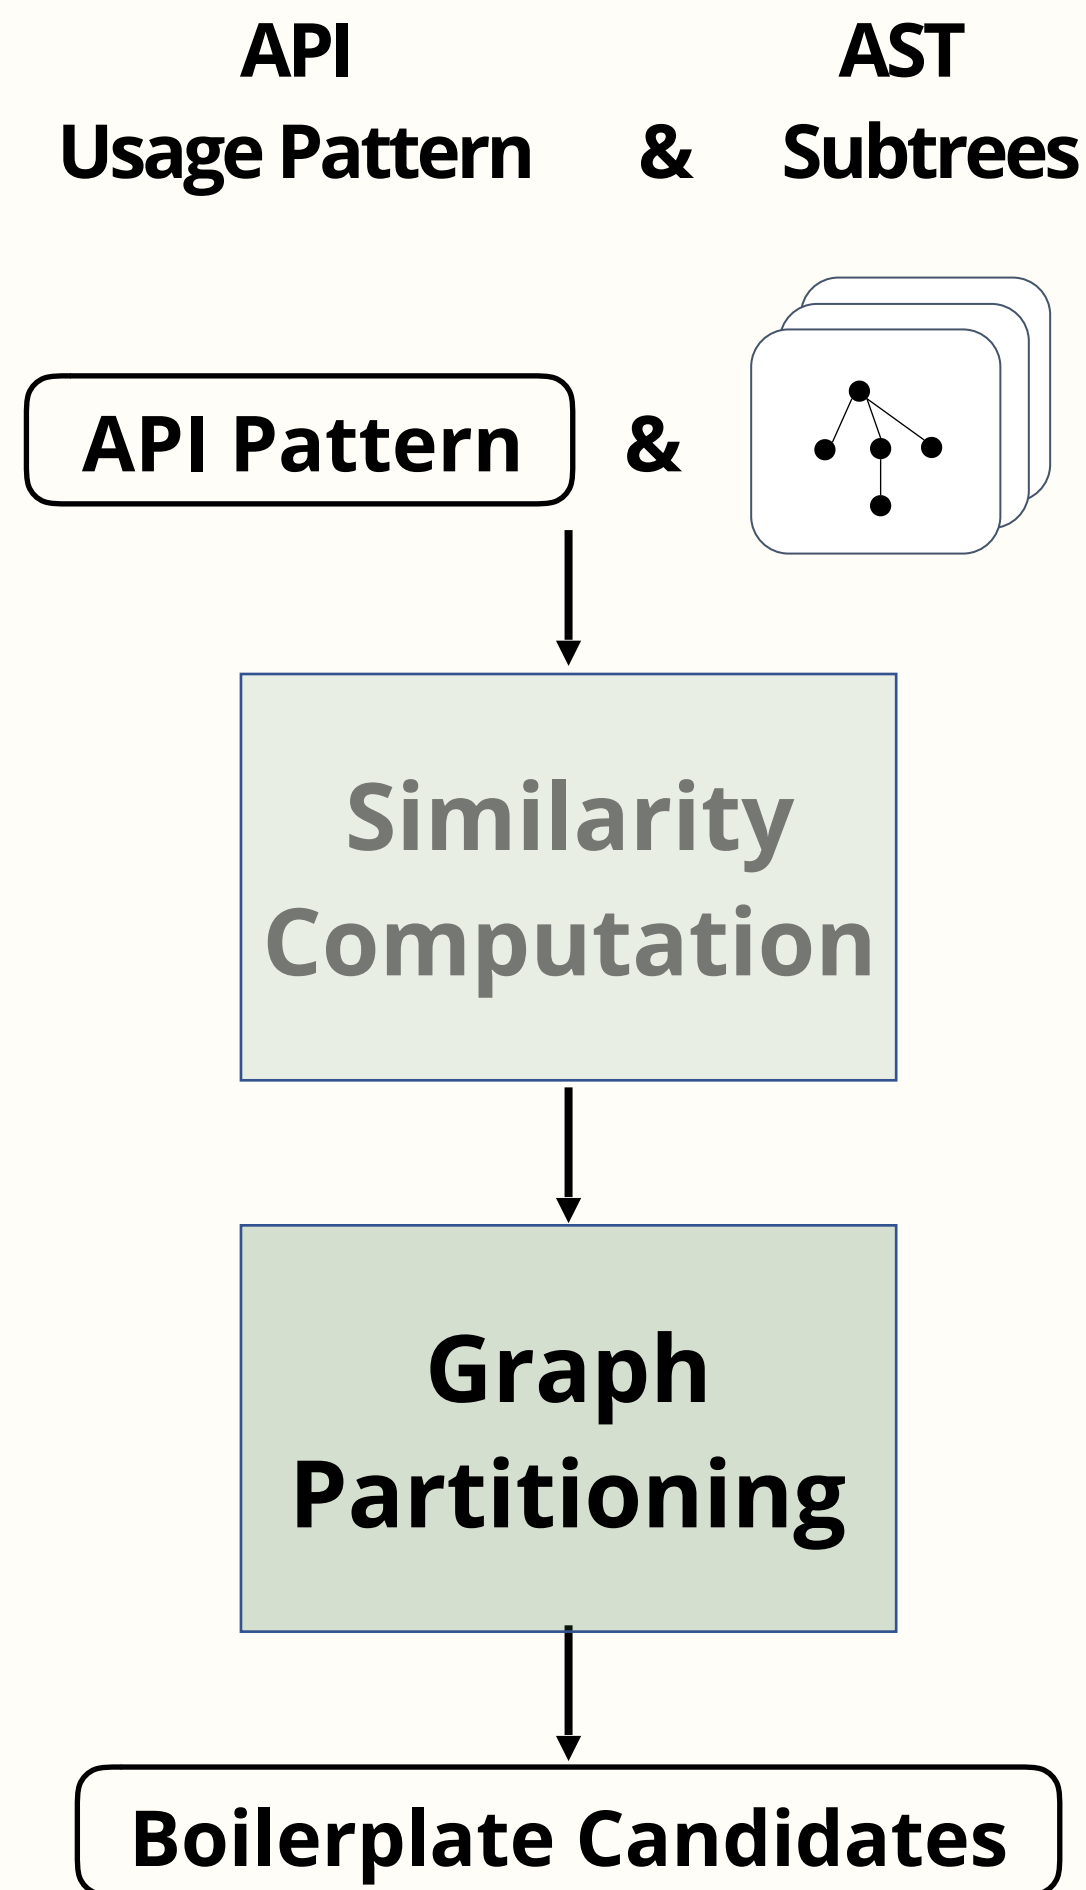 API AST
Usage Pattern & Subtrees
API Pattern &
Similarity
Computation
Graph
Partitioning
Boilerplate Candidates